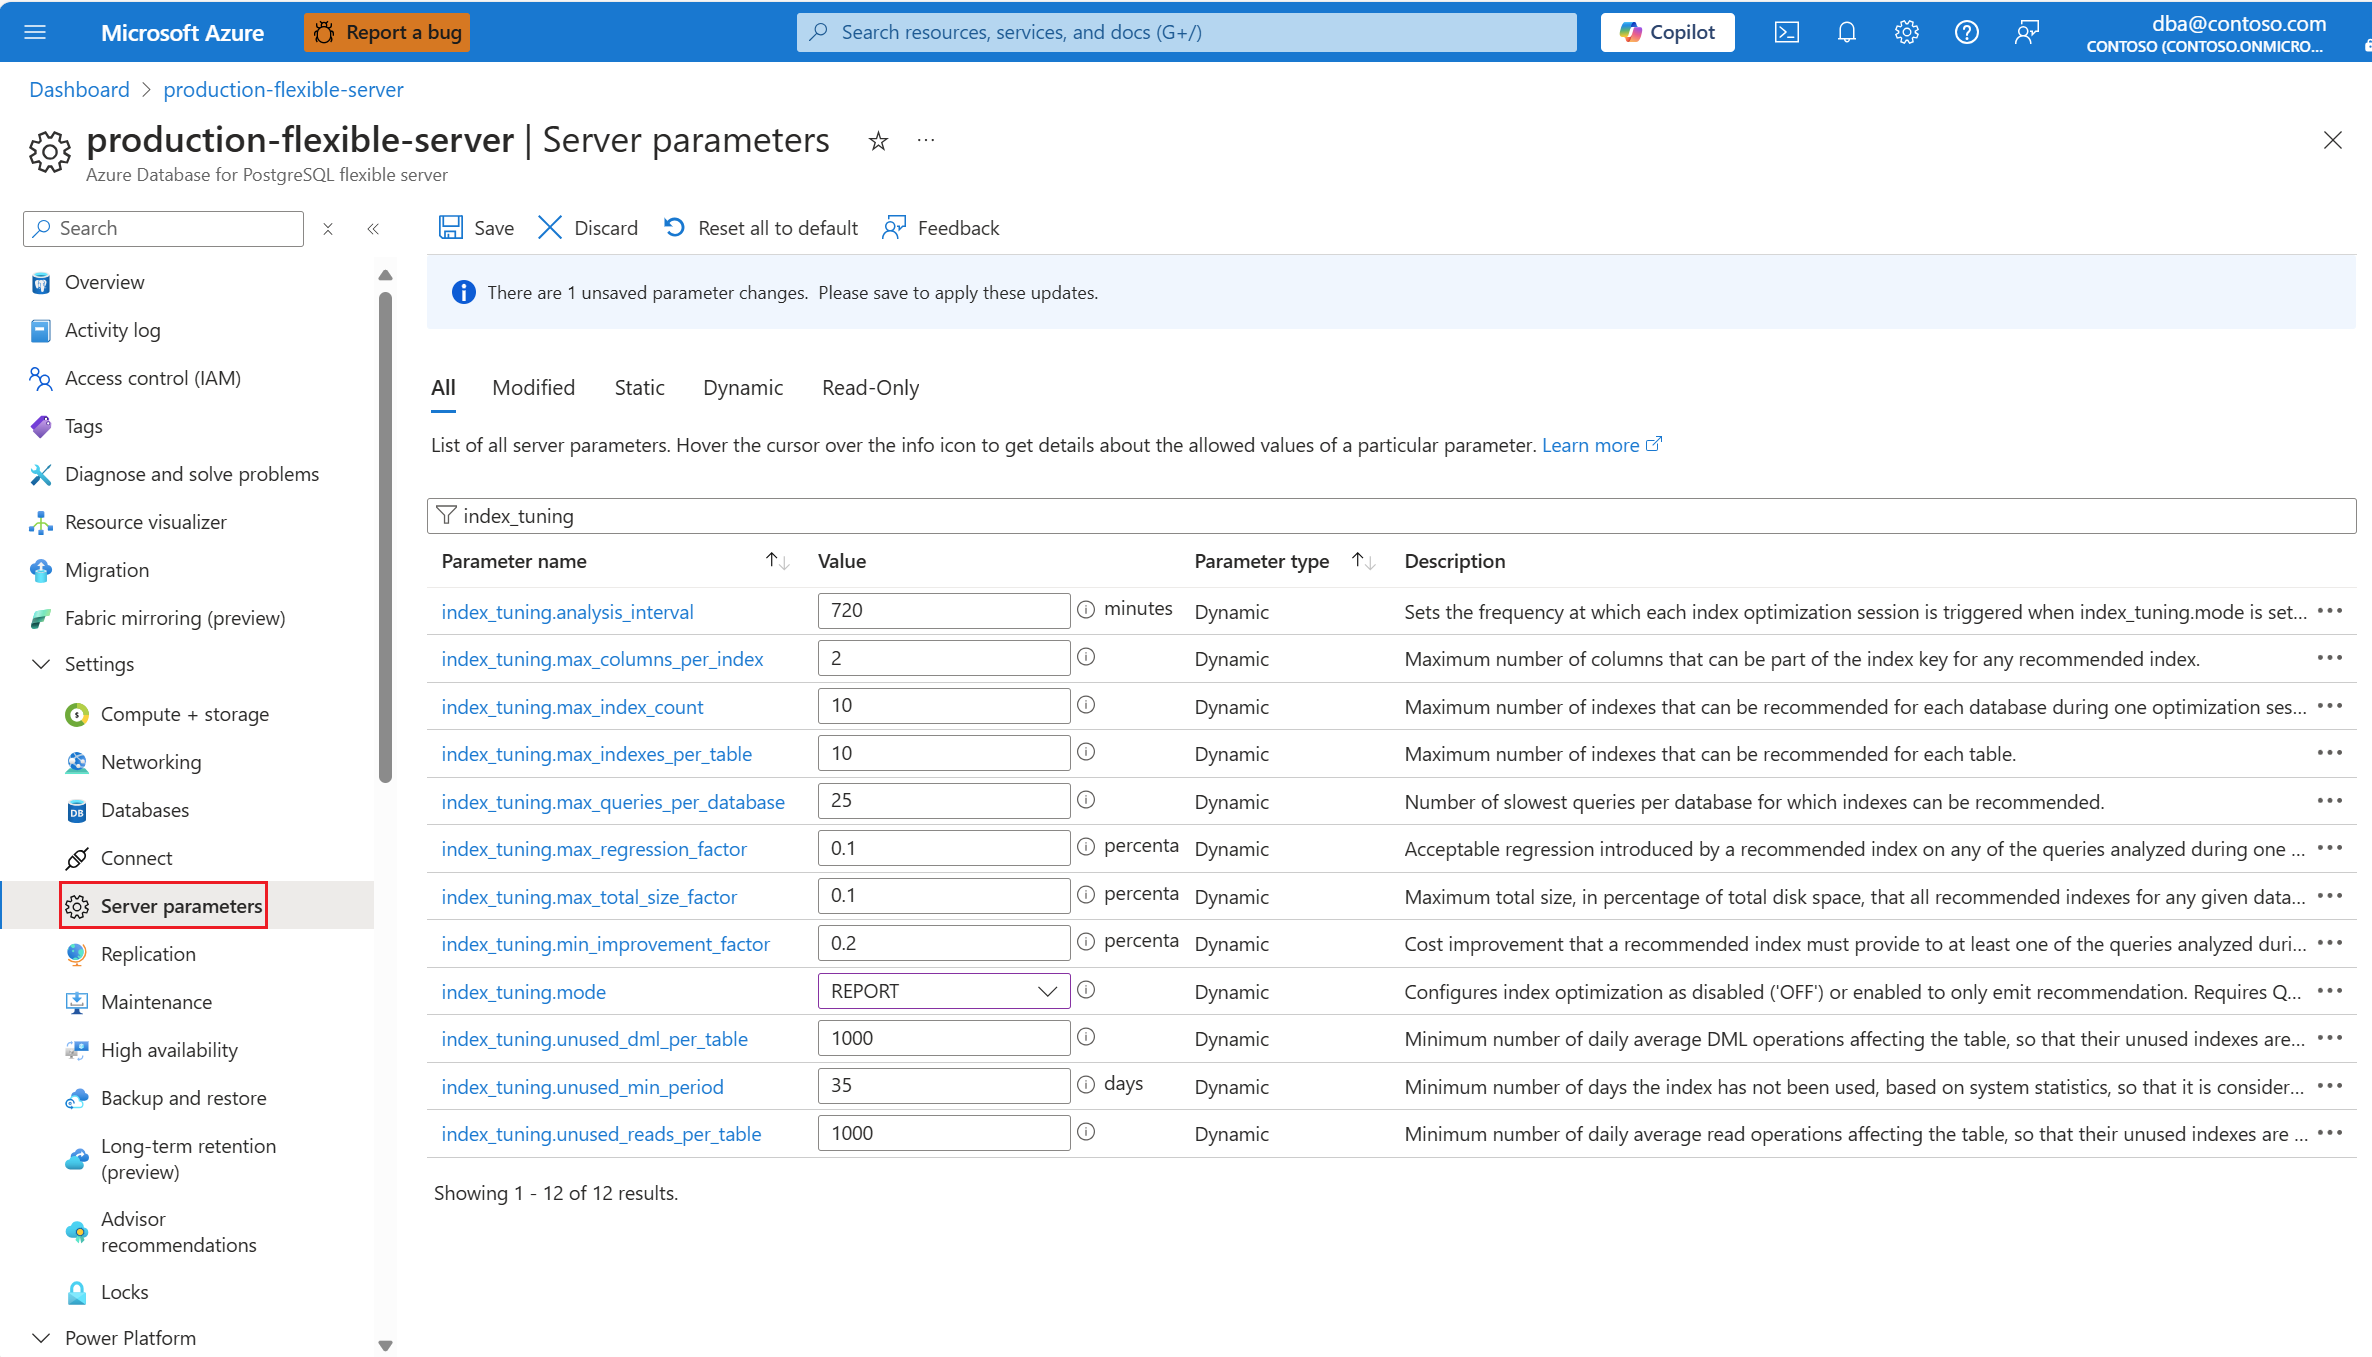 Microsoft Azure
Report a bug
Search resources, services, and docs (G+/)
Copilot
dba@contoso.com
CONTOSO (CONTOSO.ONMICRO...
Dashboard > production-flexible-server
production-flexible-server | Server parameters
Azure Database for PostgreSQL flexible server
Search
Save Discard Reset all to default Feedback
There are 1 unsaved parameter changes. Please save to apply these updates.
Overview
Activity log
Access control (IAM)
Tags
Diagnose and solve problems
Resource visualizer
Migration
Fabric mirroring (preview)
Settings
Compute + storage
Networking
Databases
Connect
Server parameters
Replication
Maintenance
High availability
Backup and restore
Long-term retention
(preview)
Advisor
recommendations
Locks
Power Platform
All Modified Static Dynamic Read-Only
List of all server parameters. Hover the cursor over the info icon to get details about the allowed values of a particular parameter. Learn more
index_tuning
Parameter name Value Parameter type Description
index_tuning.analysis_interval 720 minutes Dynamic Sets the frequency at which each index optimization session is triggered when index_tuning.mode is set...
index_tuning.max_columns_per_index 2 Dynamic Maximum number of columns that can be part of the index key for any recommended index.
index_tuning.max_index_count 10 Dynamic Maximum number of indexes that can be recommended for each database during one optimization ses...
index_tuning.max_indexes_per_table 10 Dynamic Maximum number of indexes that can be recommended for each table.
index_tuning.max_queries_per_database 25 Dynamic Number of slowest queries per database for which indexes can be recommended.
index_tuning.max_regression_factor 0.1 percenta Dynamic Acceptable regression introduced by a recommended index on any of the queries analyzed during one ...
index_tuning.max_total_size_factor 0.1 percenta Dynamic Maximum total size, in percentage of total disk space, that all recommended indexes for any given data...
index_tuning.min_improvement_factor 0.2 percenta Dynamic Cost improvement that a recommended index must provide to at least one of the queries analyzed duri...
index_tuning.mode REPORT Dynamic Configures index optimization as disabled ('OFF') or enabled to only emit recommendation. Requires Q...
index_tuning.unused_dml_per_table 1000 Dynamic Minimum number of daily average DML operations affecting the table, so that their unused indexes are...
index_tuning.unused_min_period 35 days Dynamic Minimum number of days the index has not been used, based on system statistics, so that it is consider...
index_tuning.unused_reads_per_table 1000 Dynamic Minimum number of daily average read operations affecting the table, so that their unused indexes are ...
Showing 1 - 12 of 12 results.